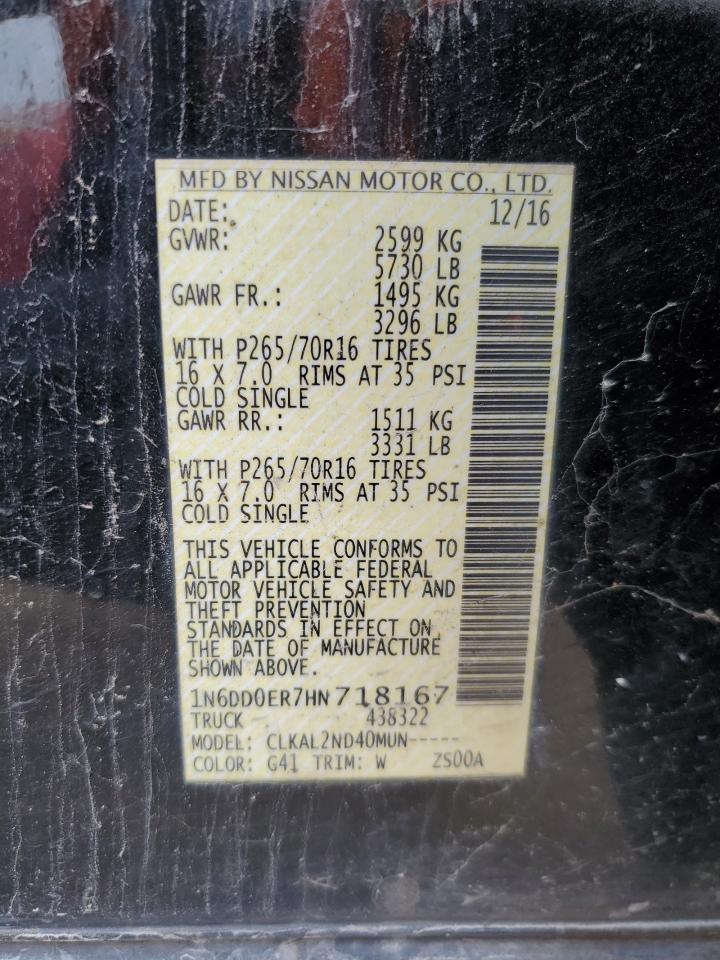 MFD BY NISSAN MOTOR CO., LTD.
DATE: 12/16
GVWR: 2599 KG
5730 LB
GAWR FR.: 1495 KG
3296 LB
WITH P265/70R16 TIRES
16 X 7.0 RIMS AT 35 PSI
COLD SINGLE
GAWR RR.: 1511 KG
3331 LB
WITH P265/70R16 TIRES
16 X 7.0 RIMS AT 35 PSI
COLD SINGLE
THIS VEHICLE CONFORMS TO
ALL APPLICABLE FEDERAL
MOTOR VEHICLE SAFETY AND
THEFT PREVENTION
STANDARDS IN EFFECT ON
THE DATE OF MANUFACTURE
SHOWN ABOVE.
1N6DD0ER7HN718167
TRUCK 438322
MODEL: CLKAL2ND40MUN-----
COLOR: G41 TRIM: W ZS00A